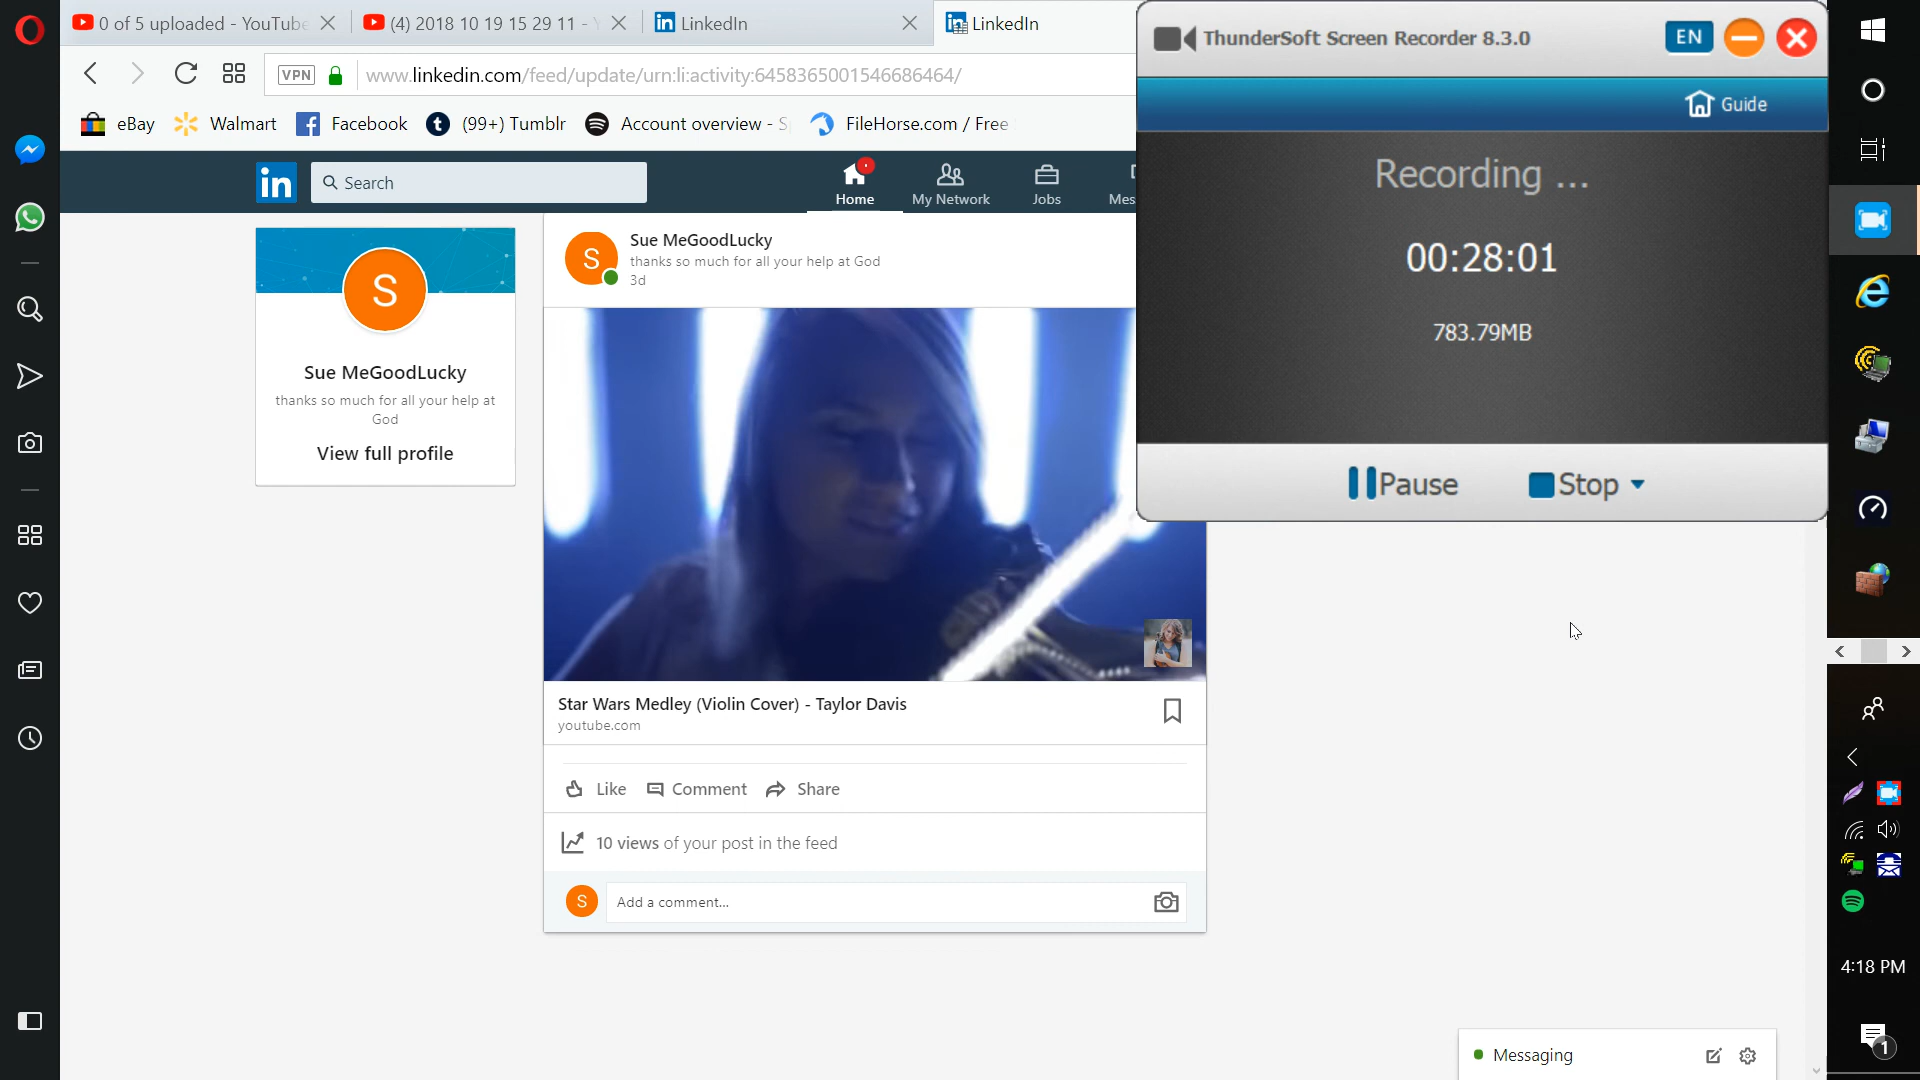 0 of 5 uploaded - YouTube
(4) 2018 10 19 15 29 11 -
LinkedIn
LinkedIn
ThunderSoft Screen Recorder 8.3.0
EN
VPN
www.linkedin.com/feed/update/urn:li:activity:6458365001546686464/
Guide
eBay
Walmart
Facebook
(99+) Tumblr
Account overview - S
FileHorse.com / Free
Recording ...
00:28:01
783.79MB
Pause
Stop
in
Search
Home
My Network
Jobs
Mes
S
Sue MeGoodLucky
thanks so much for all your help at
God
View full profile
S
Sue MeGoodLucky
thanks so much for all your help at God
3d
Star Wars Medley (Violin Cover) - Taylor Davis
youtube.com
Like
Comment
Share
10 views of your post in the feed
S
Add a comment...
Messaging
4:18 PM
1